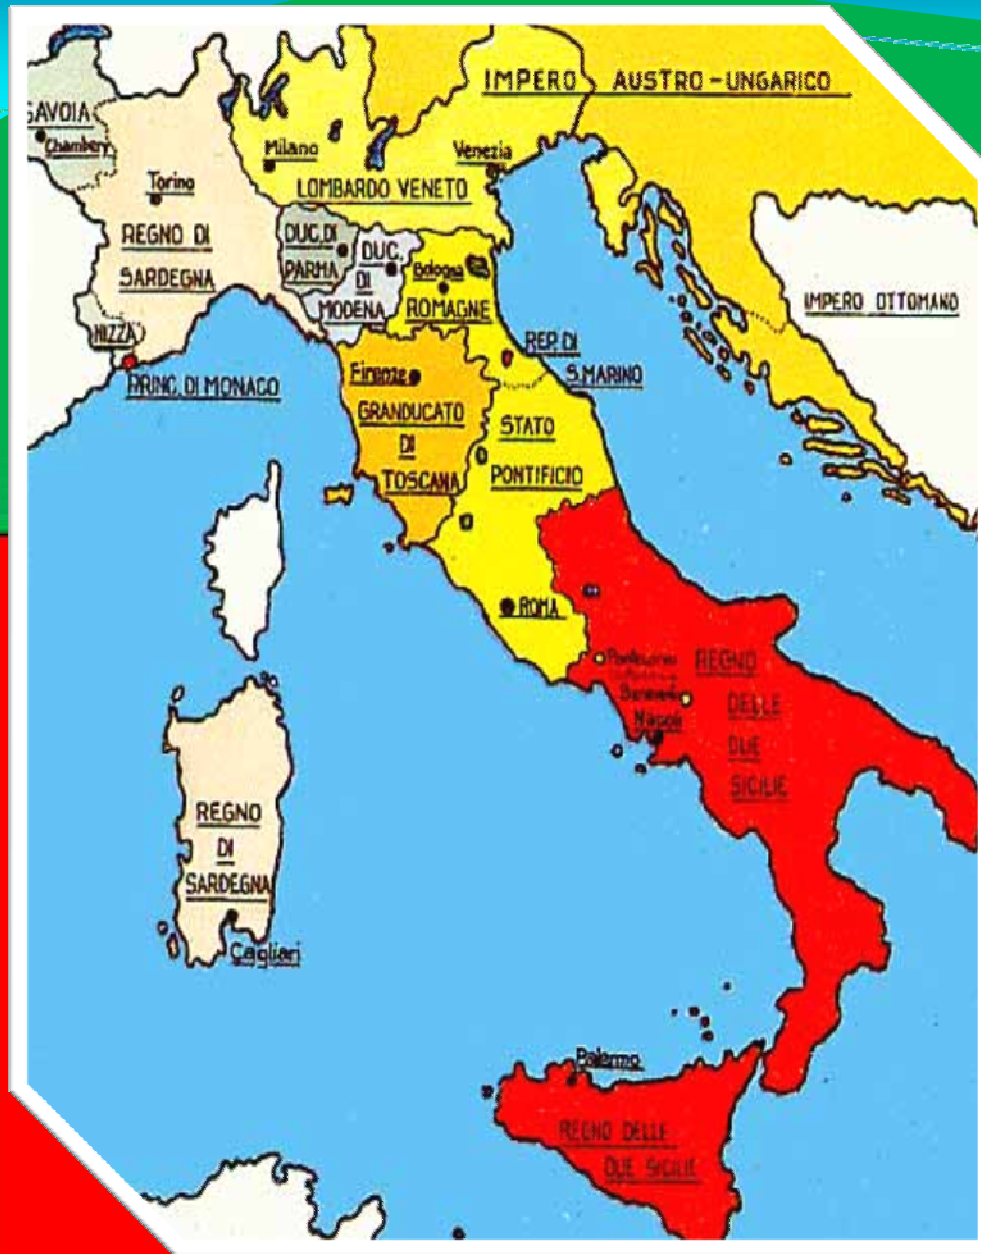 IMPERO AUSTRO-UNGARICO
SAVOIA
Chambery
Milano
Venezia
Torino
LOMBARDO VENETO
REGNO DI
SARDEGNA
DUC. DI
PARMA
DUC.
DI
MODENA
Bologna
ROMAGNE
IMPERO OTTOMANO
NIZZA
REP. DI
S. MARINO
PRINC. DI MONACO
Firenze
GRANDUCATO
DI
TOSCANA
STATO
PONTIFICIO
ROMA
REGNO
DELLE
DUE
SICILIE
Napoli
REGNO
DI
SARDEGNA
Cagliari
Palermo
REGNO DELLE
DUE SICILIE